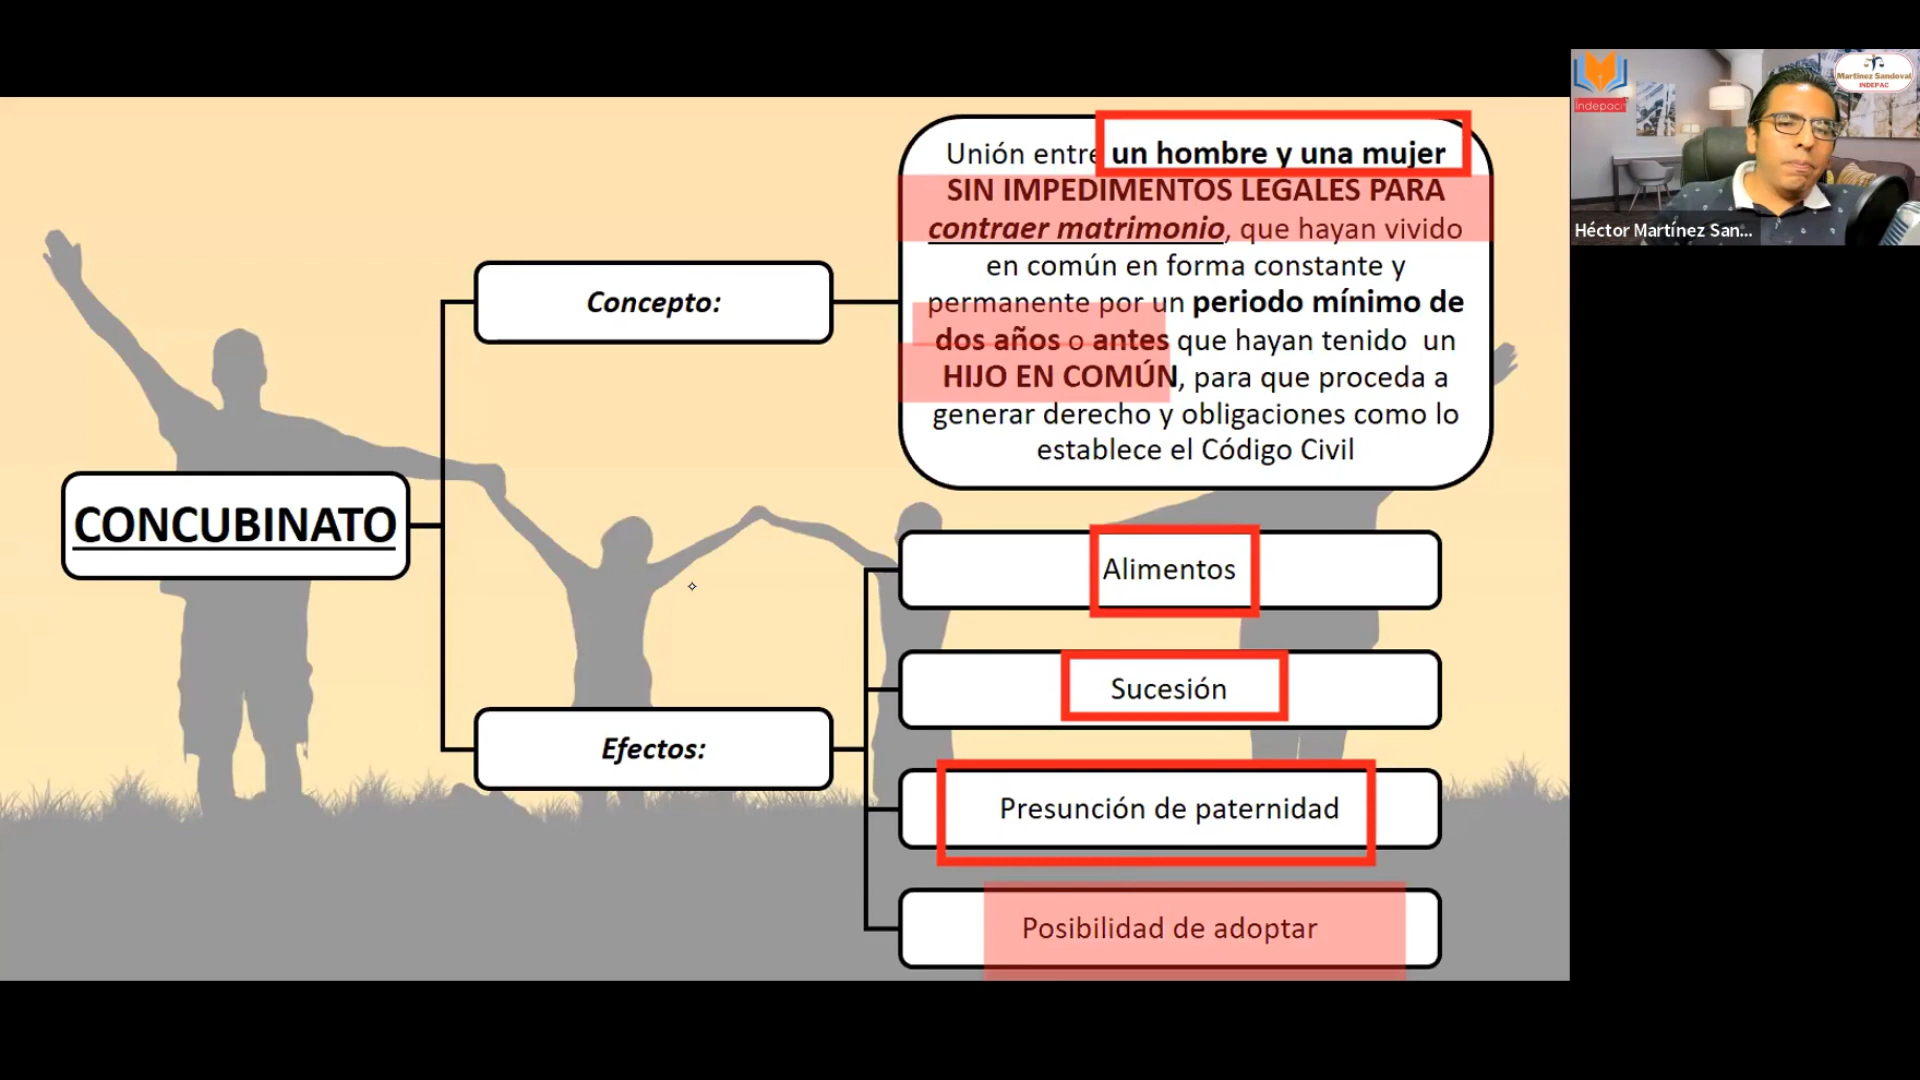 CONCUBINATO
Concepto:
Unión entre un hombre y una mujer
SIN IMPEDIMENTOS LEGALES PARA
contraer matrimonio, que hayan vivido
en común en forma constante y
permanente por un periodo mínimo de
dos años o antes que hayan tenido un
HIJO EN COMÚN, para que proceda a
generar derecho y obligaciones como lo
establece el Código Civil
Efectos:
Alimentos
Sucesión
Presunción de paternidad
Posibilidad de adoptar
Indepac
Martínez Sandoval
INDEPAC
Héctor Martínez San...